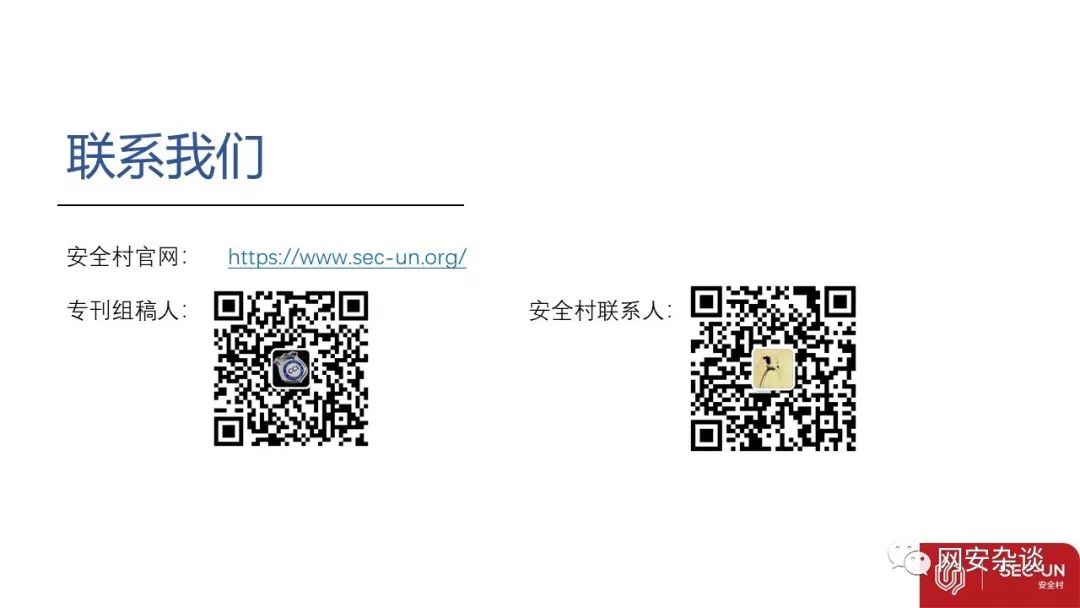 联系我们
安全村官网： https://www.sec-un.org/
专刊组稿人： 安全村联系人：
网安杂谈
SEC-UN
安全村